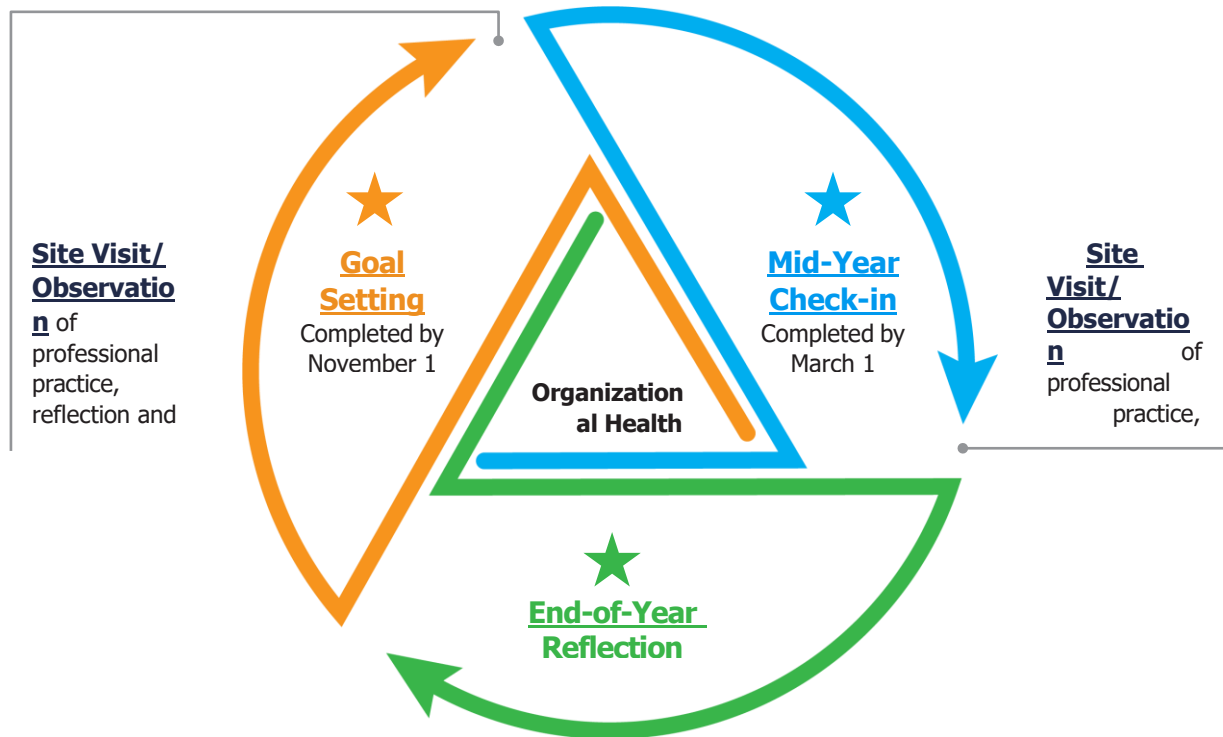 Site Visit/
Observatio
n of
professional
practice,
reflection and
Goal
Setting
Completed by
November 1
Mid-Year
Check-in
Completed by
March 1
Site
Visit/
Observatio
n of
professional
practice,
Organization
al Health
End-of-Year
Reflection